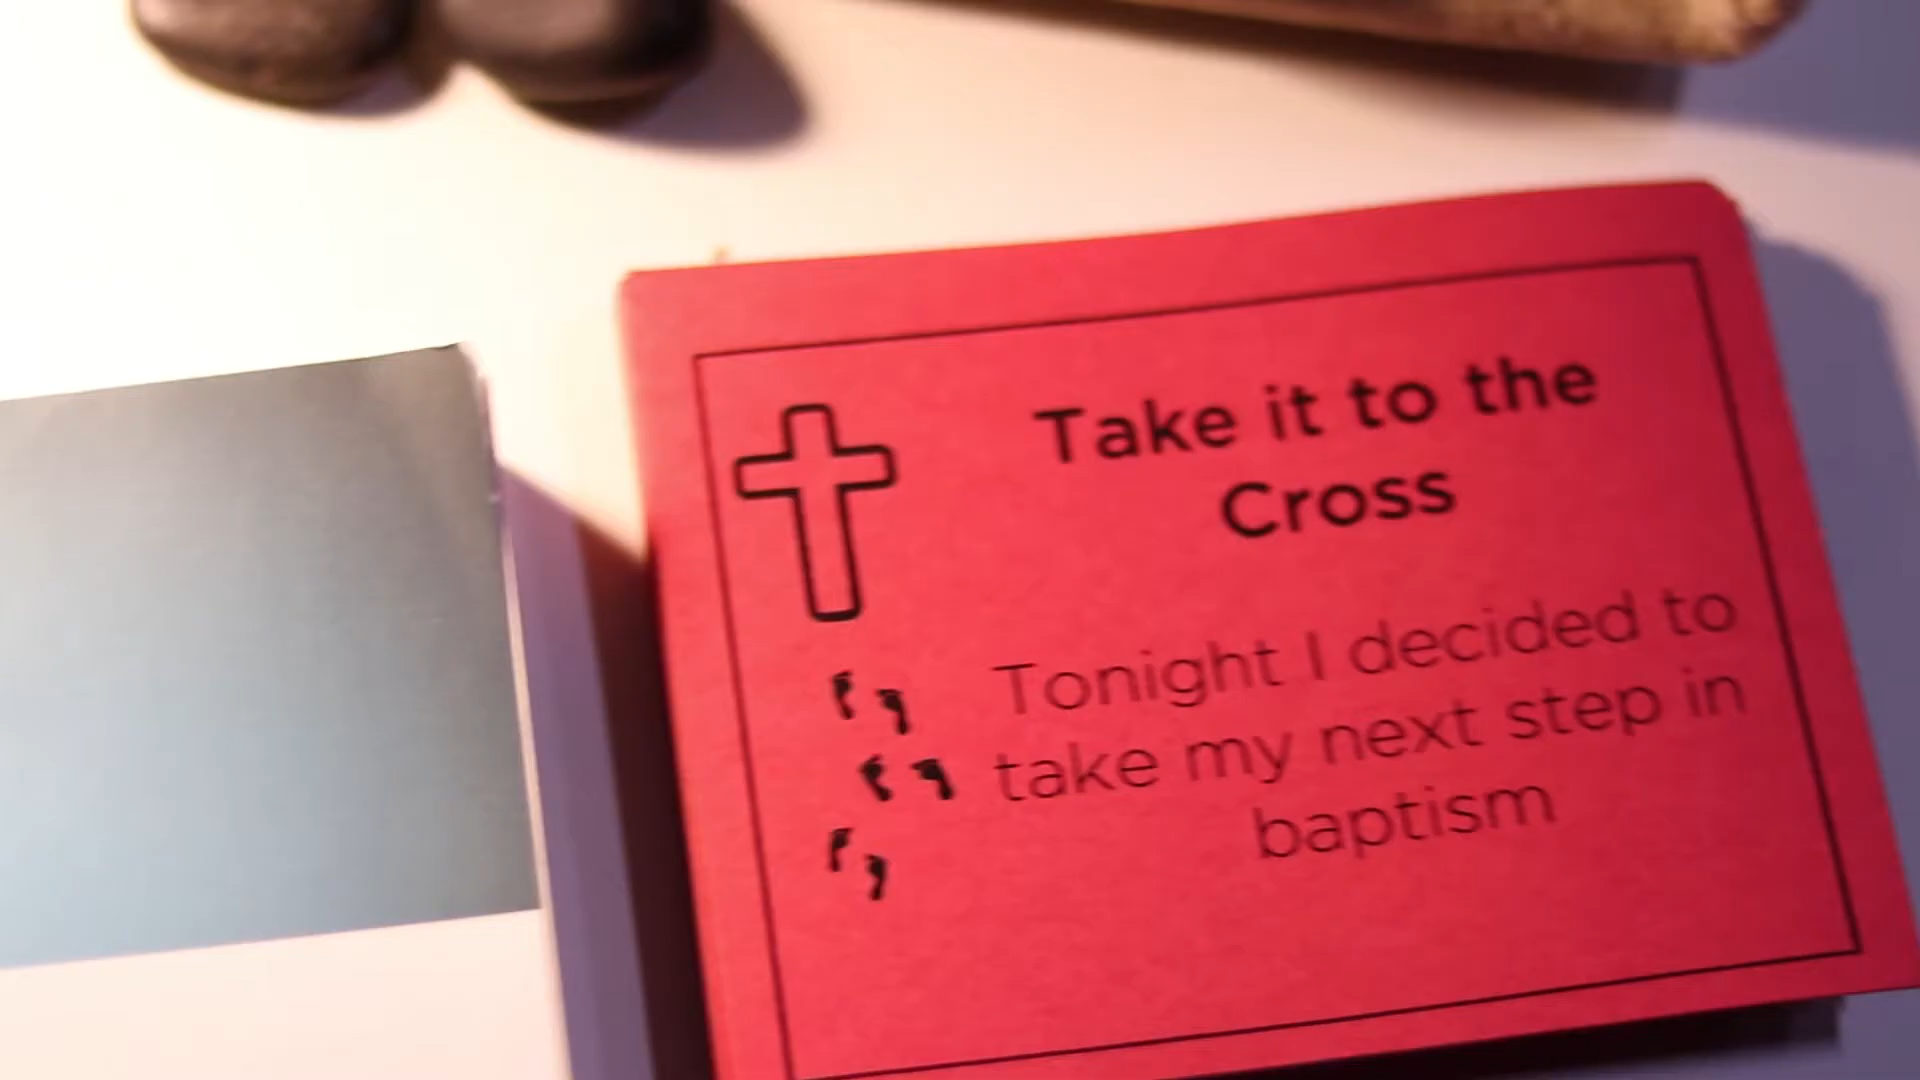 Take it to the
Cross
Tonight I decided to
take my next step in
baptism